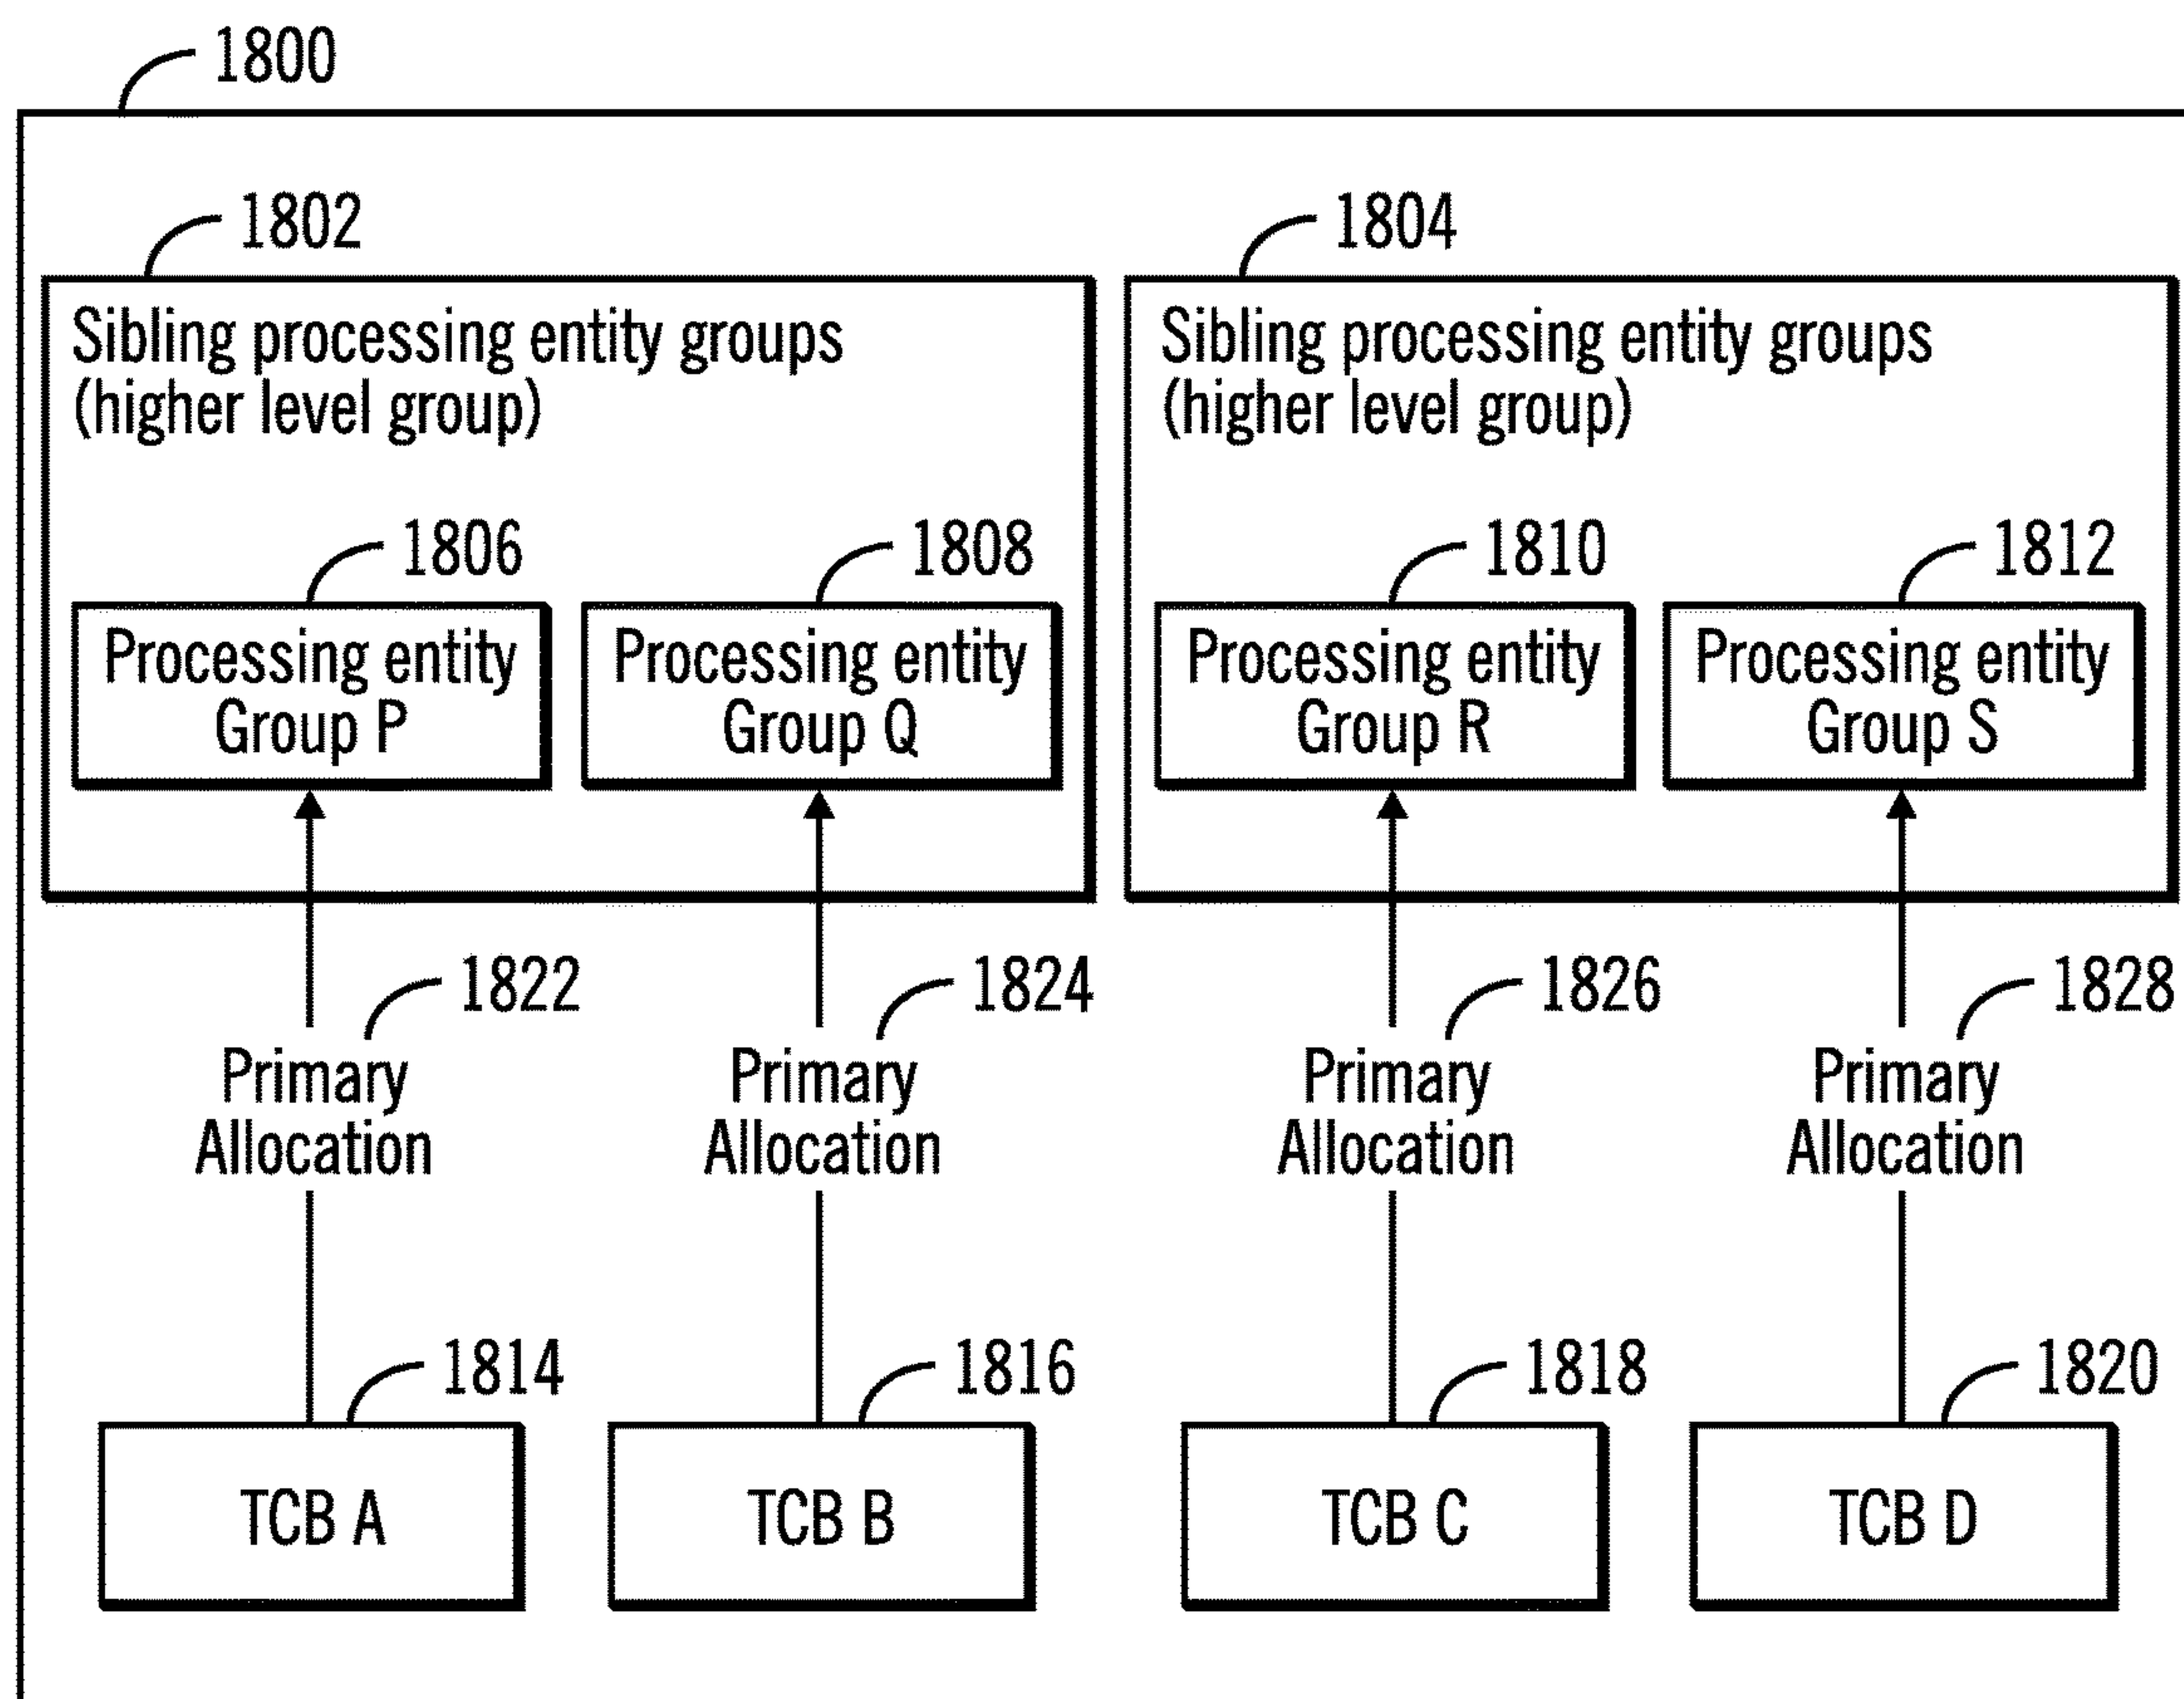 1800
1802
1804
Sibling processing entity groups
(higher level group)
Sibling processing entity groups
(higher level group)
1806
1808
1810
1812
Processing entity
Group P
Processing entity
Group Q
Processing entity
Group R
Processing entity
Group S
1822
1824
1826
1828
Primary
Allocation
Primary
Allocation
Primary
Allocation
Primary
Allocation
1814
1816
1818
1820
TCB A
TCB B
TCB C
TCB D